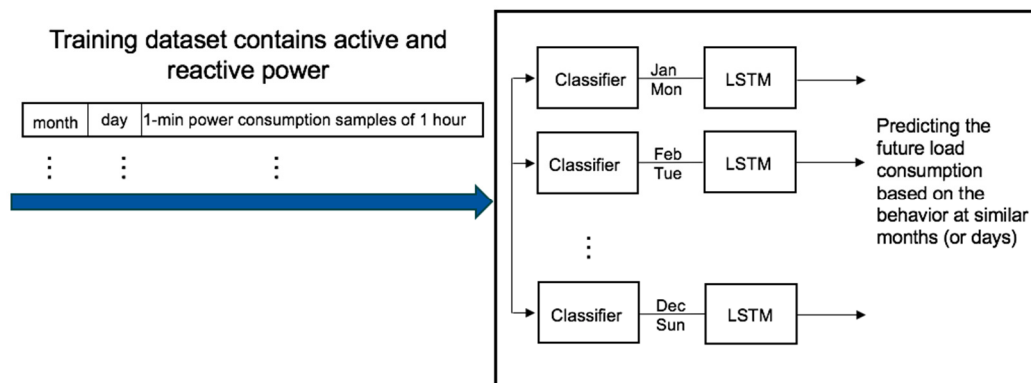 Training dataset contains active and
reactive power
month day 1-min power consumption samples of 1 hour
Classifier
Jan
Mon
LSTM
Classifier
Feb
Tue
LSTM
Classifier
Dec
Sun
LSTM
Predicting the
future load
consumption
based on the
behavior at similar
months (or days)